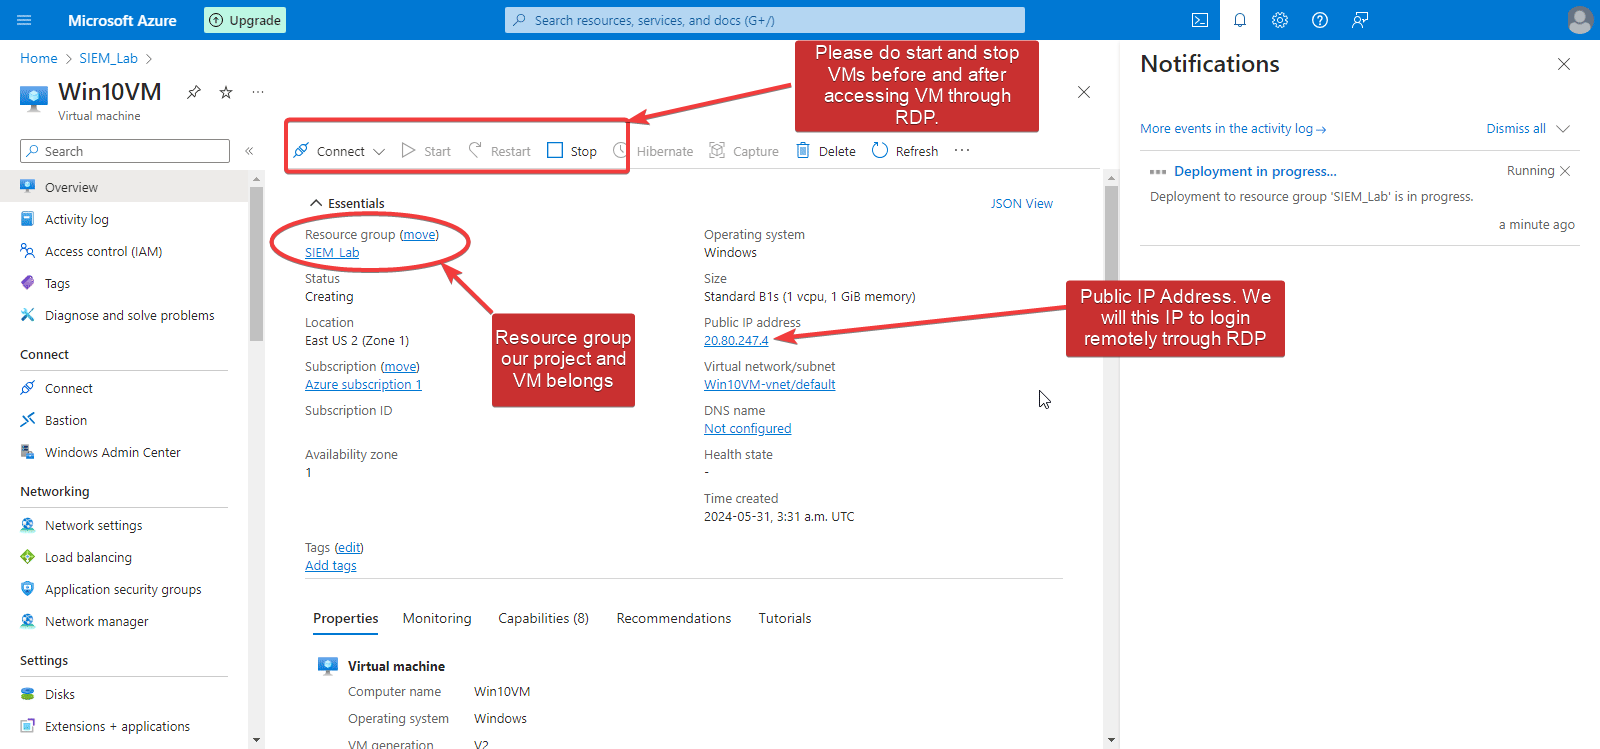 Microsoft Azure
Upgrade
Search resources, services, and docs (G+/)
Home > SIEM_Lab >
Win10VM
Virtual machine
Search
Overview
Activity log
Access control (IAM)
Tags
Diagnose and solve problems
Connect
Connect
Bastion
Windows Admin Center
Networking
Network settings
Load balancing
Application security groups
Network manager
Settings
Disks
Extensions + applications
Please do start and stop
VMs before and after
accessing VM through
RDP.
Connect
Start
Restart
Stop
Hibernate
Capture
Delete
Refresh
Essentials
JSON View
Resource group (move)
SIEM_Lab
Status
Creating
Location
East US 2 (Zone 1)
Subscription (move)
Azure subscription 1
Subscription ID
Availability zone
1
Resource group
our project and
VM belongs
Operating system
Windows
Size
Standard B1s (1 vcpu, 1 GiB memory)
Public IP address
20.80.247.4
Virtual network/subnet
Win10VM-vnet/default
DNS name
Not configured
Health state
-
Time created
2024-05-31, 3:31 a.m. UTC
Public IP Address. We
will this IP to login
remotely trrough RDP
Tags (edit)
Add tags
Properties
Monitoring
Capabilities (8)
Recommendations
Tutorials
Virtual machine
Computer name Win10VM
Operating system Windows
VM generation V2
Notifications
More events in the activity log →
Dismiss all
Deployment in progress...
Running
Deployment to resource group 'SIEM_Lab' is in progress.
a minute ago